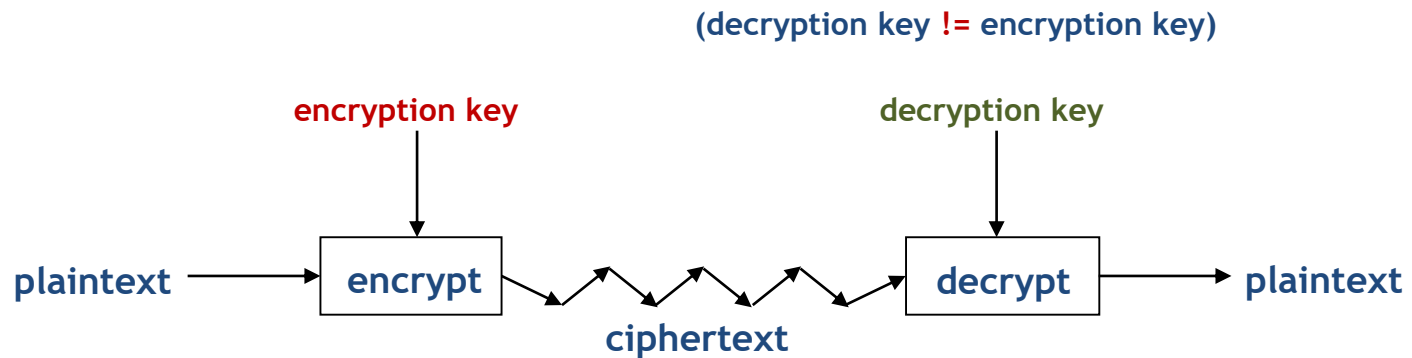 (decryption key != encryption key)
encryption key
decryption key
plaintext
encrypt
ciphertext
decrypt
plaintext